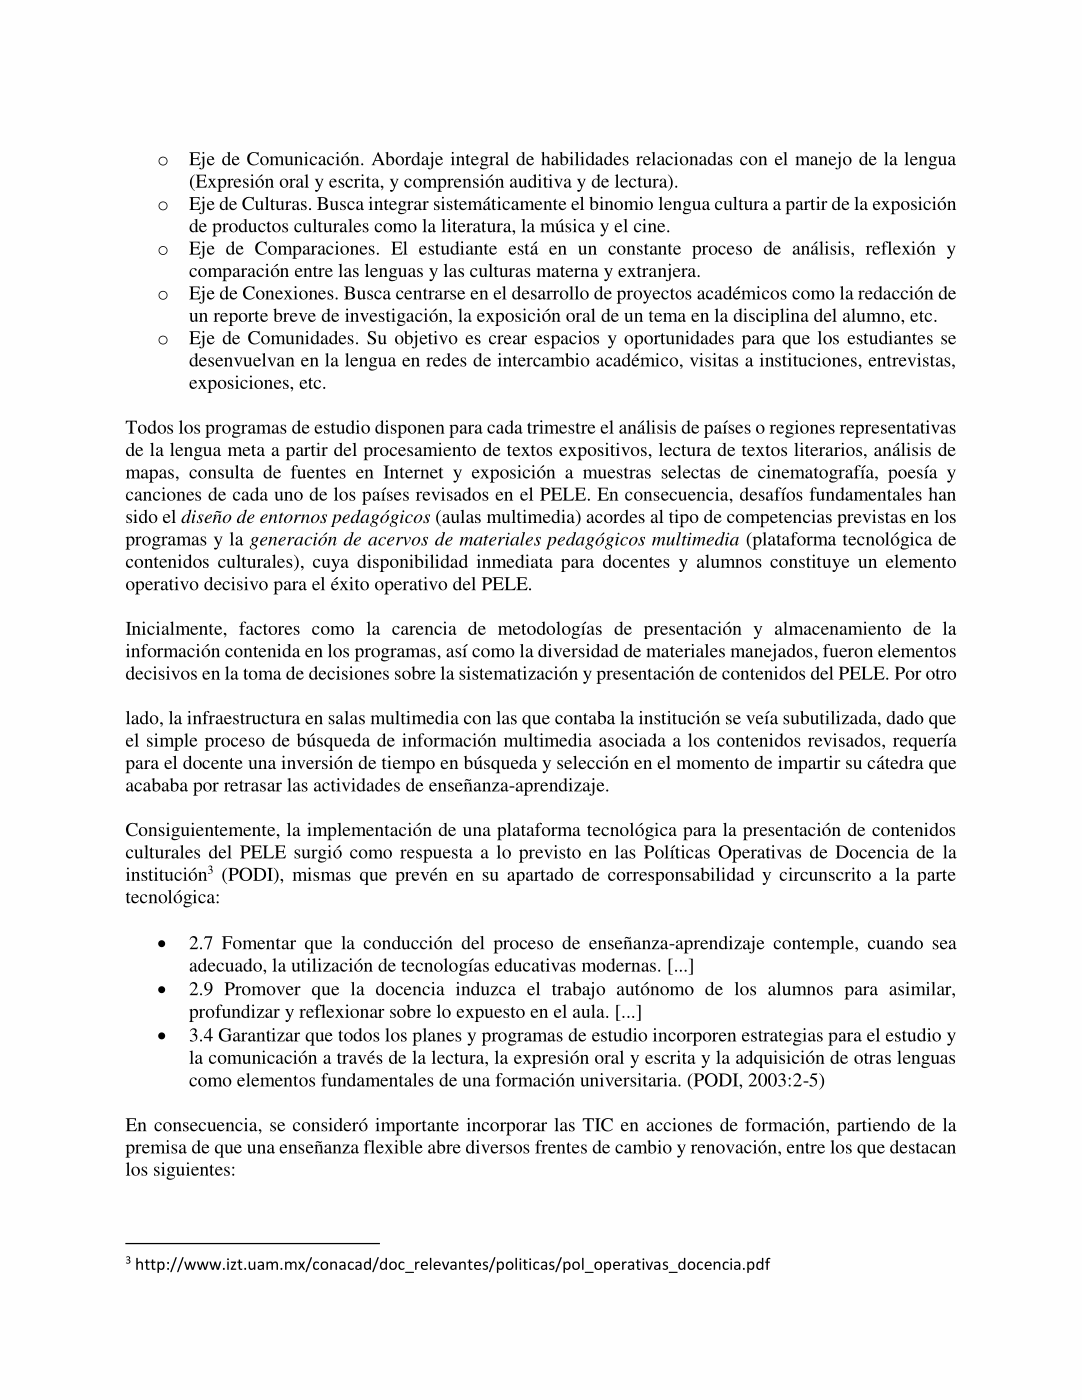 o Eje de Comunicación. Abordaje integral de habilidades relacionadas con el manejo de la lengua
(Expresión oral y escrita, y comprensión auditiva y de lectura).
o Eje de Culturas. Busca integrar sistemáticamente el binomio lengua cultura a partir de la exposición
de productos culturales como la literatura, la música y el cine.
o Eje de Comparaciones. El estudiante está en un constante proceso de análisis, reflexión y
comparación entre las lenguas y las culturas materna y extranjera.
o Eje de Conexiones. Busca centrarse en el desarrollo de proyectos académicos como la redacción de
un reporte breve de investigación, la exposición oral de un tema en la disciplina del alumno, etc.
o Eje de Comunidades. Su objetivo es crear espacios y oportunidades para que los estudiantes se
desenvuelvan en la lengua en redes de intercambio académico, visitas a instituciones, entrevistas,
exposiciones, etc.
Todos los programas de estudio disponen para cada trimestre el análisis de países o regiones representativas
de la lengua meta a partir del procesamiento de textos expositivos, lectura de textos literarios, análisis de
mapas, consulta de fuentes en Internet y exposición a muestras selectas de cinematografía, poesía y
canciones de cada uno de los países revisados en el PELE. En consecuencia, desafíos fundamentales han
sido el diseño de entornos pedagógicos (aulas multimedia) acordes al tipo de competencias previstas en los
programas y la generación de acervos de materiales pedagógicos multimedia (plataforma tecnológica de
contenidos culturales), cuya disponibilidad inmediata para docentes y alumnos constituye un elemento
operativo decisivo para el éxito operativo del PELE.
Inicialmente, factores como la carencia de metodologías de presentación y almacenamiento de la
información contenida en los programas, así como la diversidad de materiales manejados, fueron elementos
decisivos en la toma de decisiones sobre la sistematización y presentación de contenidos del PELE. Por otro
lado, la infraestructura en salas multimedia con las que contaba la institución se veía subutilizada, dado que
el simple proceso de búsqueda de información multimedia asociada a los contenidos revisados, requería
para el docente una inversión de tiempo en búsqueda y selección en el momento de impartir su cátedra que
acababa por retrasar las actividades de enseñanza-aprendizaje.
Consiguientemente, la implementación de una plataforma tecnológica para la presentación de contenidos
culturales del PELE surgió como respuesta a lo previsto en las Políticas Operativas de Docencia de la
institución³ (PODI), mismas que prevén en su apartado de corresponsabilidad y circunscrito a la parte
tecnológica:
• 2.7 Fomentar que la conducción del proceso de enseñanza-aprendizaje contemple, cuando sea
adecuado, la utilización de tecnologías educativas modernas. [...]
• 2.9 Promover que la docencia induzca el trabajo autónomo de los alumnos para asimilar,
profundizar y reflexionar sobre lo expuesto en el aula. [...]
• 3.4 Garantizar que todos los planes y programas de estudio incorporen estrategias para el estudio y
la comunicación a través de la lectura, la expresión oral y escrita y la adquisición de otras lenguas
como elementos fundamentales de una formación universitaria. (PODI, 2003:2-5)
En consecuencia, se consideró importante incorporar las TIC en acciones de formación, partiendo de la
premisa de que una enseñanza flexible abre diversos frentes de cambio y renovación, entre los que destacan
los siguientes:
³ http://www.izt.uam.mx/conacad/doc_relevantes/politicas/pol_operativas_docencia.pdf